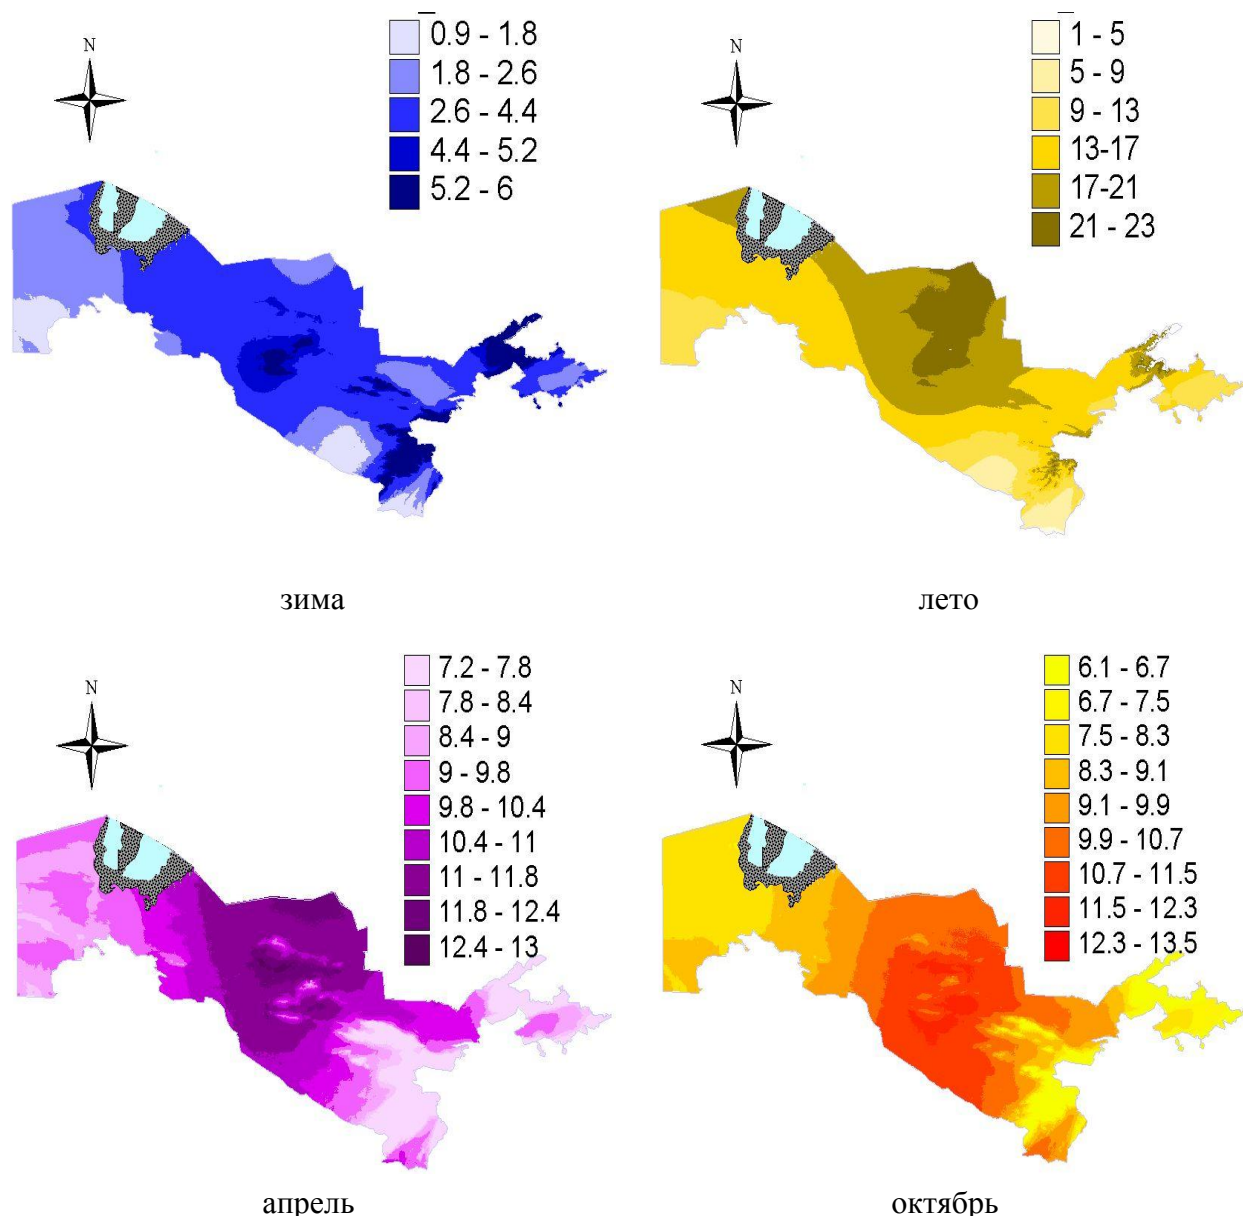 N
0.9 - 1.8
1.8 - 2.6
2.6 - 4.4
4.4 - 5.2
5.2 - 6
зима
N
1 - 5
5 - 9
9 - 13
13-17
17-21
21 - 23
лето
N
7.2 - 7.8
7.8 - 8.4
8.4 - 9
9 - 9.8
9.8 - 10.4
10.4 - 11
11 - 11.8
11.8 - 12.4
12.4 - 13
апрель
N
6.1 - 6.7
6.7 - 7.5
7.5 - 8.3
8.3 - 9.1
9.1 - 9.9
9.9 - 10.7
10.7 - 11.5
11.5 - 12.3
12.3 - 13.5
октябрь